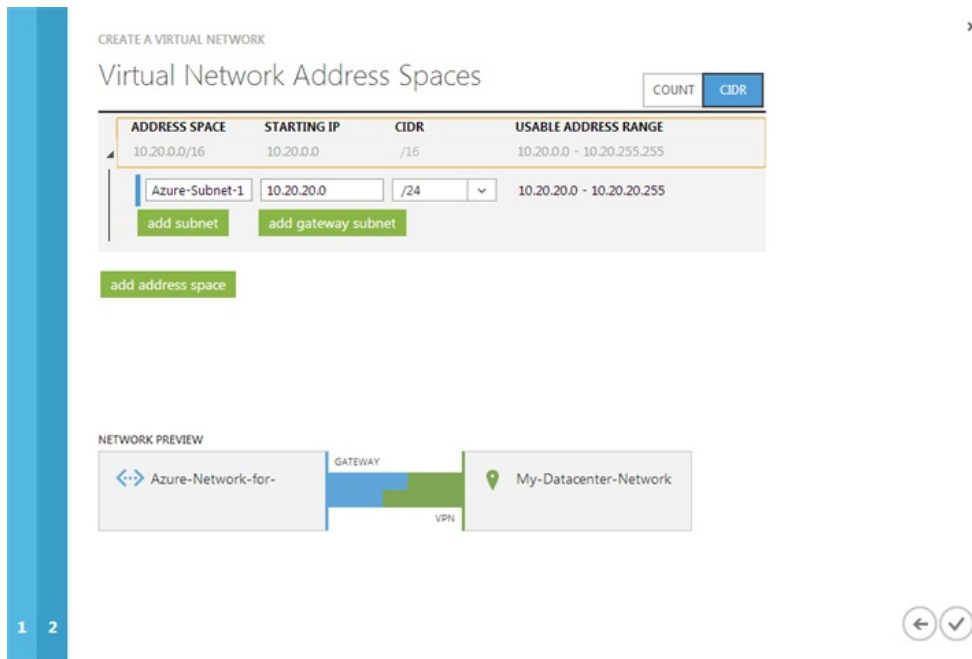 CREATE A VIRTUAL NETWORK
Virtual Network Address Spaces
COUNT CIDR
ADDRESS SPACE STARTING IP CIDR USABLE ADDRESS RANGE
10.20.0.0/16 10.20.0.0 /16 10.20.0.0 - 10.20.255.255
Azure-Subnet-1 10.20.20.0 /24 10.20.20.0 - 10.20.20.255
add subnet add gateway subnet
add address space
NETWORK PREVIEW
GATEWAY
Azure-Network-for- My-Datacenter-Network
VPN
1 2